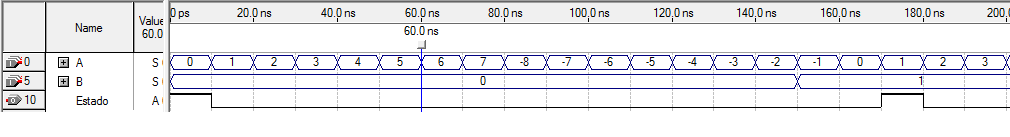 Name Value 60.0 0 ps 20.0 ns 40.0 ns 60.0 ns 80.0 ns 100.0 ns 120.0 ns 140.0 ns 160.0 ns 180.0 ns 200.
60.0 ns
0 A S 0 1 2 3 4 5 6 7 -8 -7 -6 -5 -4 -3 -2 -1 0 1 2 3
5 B S 0 1
10 Estado A